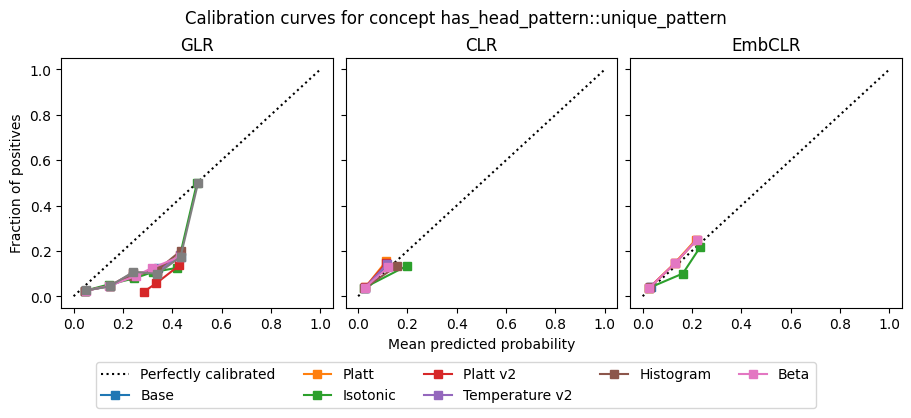 Calibration curves for concept has_head_pattern::unique_pattern
GLR
CLR
EmbCLR
Fraction of positives
1.0
0.8
0.6
0.4
0.2
0.0
0.0 0.2 0.4 0.6 0.8 1.0
0.0 0.2 0.4 0.6 0.8 1.0
0.0 0.2 0.4 0.6 0.8 1.0
Mean predicted probability
Perfectly calibrated
Base
Platt
Isotonic
Platt v2
Temperature v2
Histogram
Beta